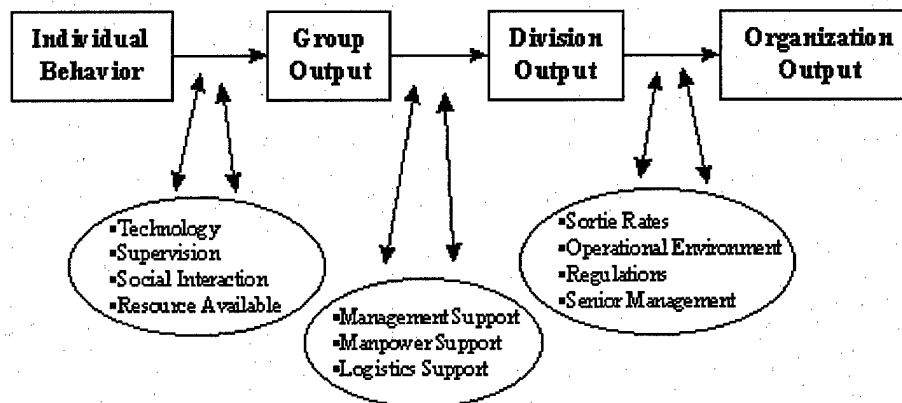 Individual
Behavior
Group
Output
Division
Output
Organization
Output
▪Technology
▪Supervision
▪Social Interaction
▪Resource Available
▪Management Support
▪Manpower Support
▪Logistics Support
▪Sortie Rates
▪Operational Environment
▪Regulations
▪Senior Management